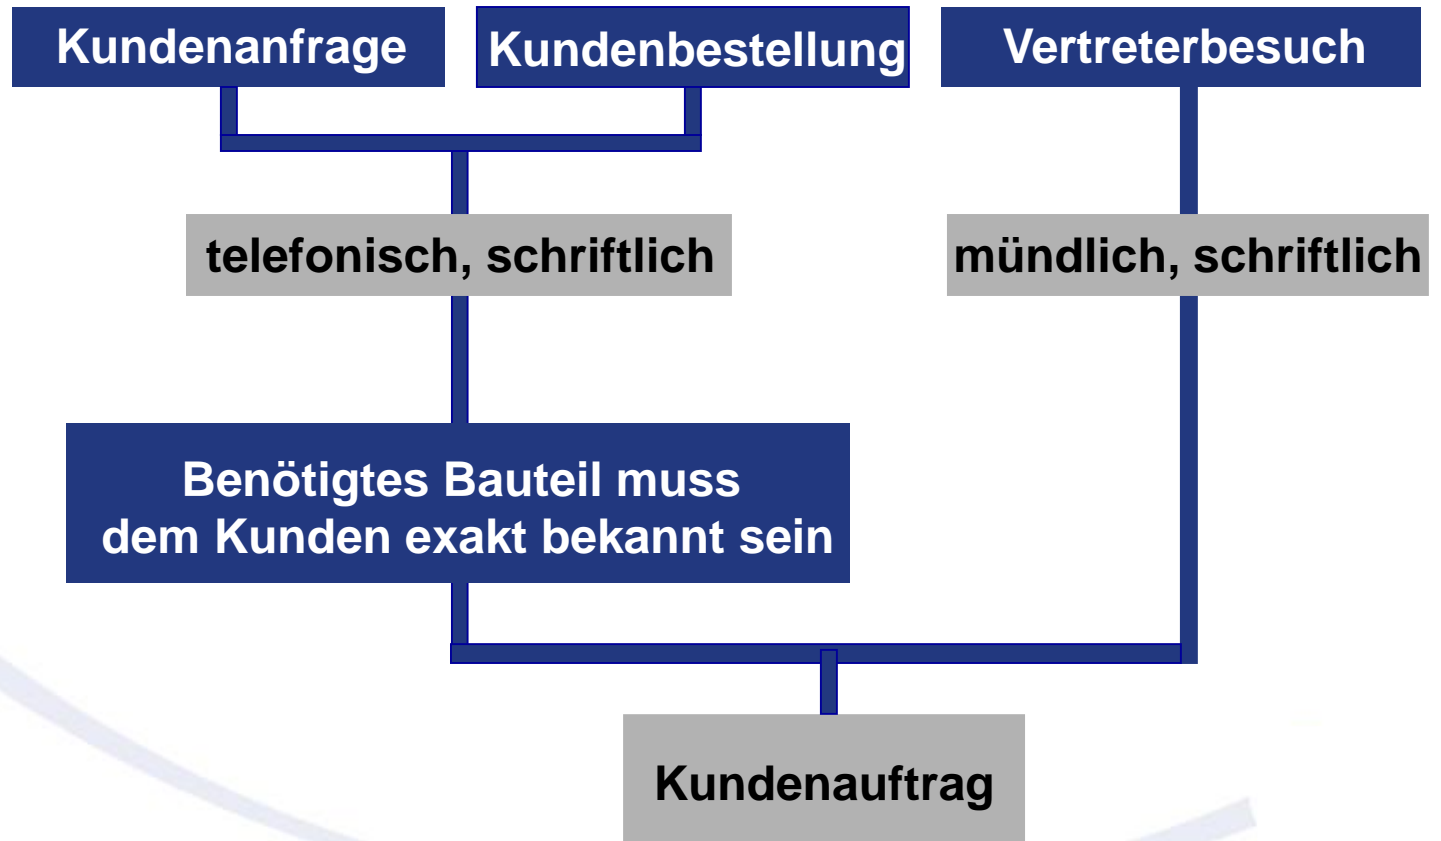 Kundenanfrage
Kundenbestellung
Vertreterbesuch
telefonisch, schriftlich
mündlich, schriftlich
Benötigtes Bauteil muss
dem Kunden exakt bekannt sein
Kundenauftrag